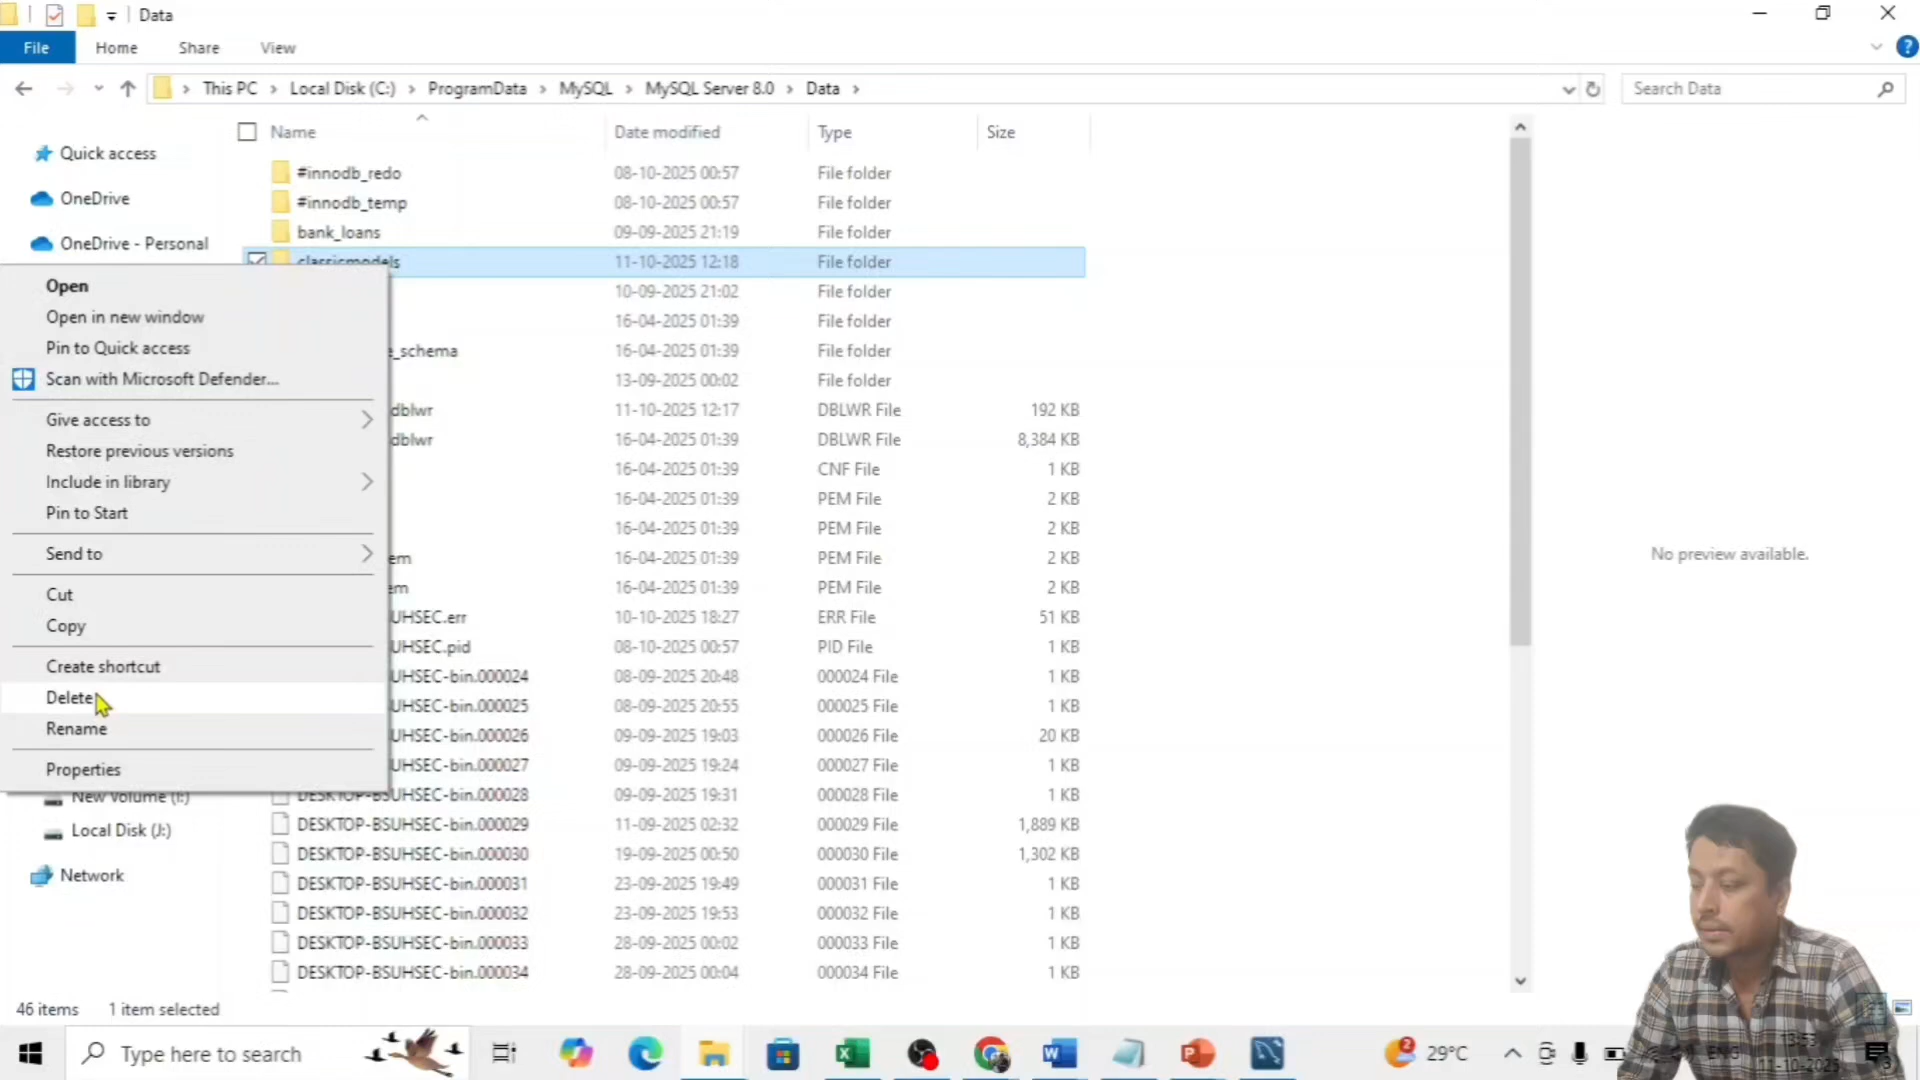 Data
File
Home
Share
View
This PC
Local Disk (C:)
ProgramData
MySQL
MySQL Server 8.0
Data
Search Data
Name
Date modified
Type
Size
Quick access
OneDrive
OneDrive - Personal
#innodb_redo 08-10-2025 00:57 File folder
#innodb_temp 08-10-2025 00:57 File folder
bank_loans 09-09-2025 21:19 File folder
classicmodels 11-10-2025 12:18 File folder
10-09-2025 21:02 File folder
16-04-2025 01:39 File folder
e_schema 16-04-2025 01:39 File folder
13-09-2025 00:02 File folder
dblwr 11-10-2025 12:17 DBLWR File 192 KB
dblwr 16-04-2025 01:39 DBLWR File 8,384 KB
16-04-2025 01:39 CNF File 1 KB
16-04-2025 01:39 PEM File 2 KB
16-04-2025 01:39 PEM File 2 KB
em 16-04-2025 01:39 PEM File 2 KB
em 16-04-2025 01:39 PEM File 2 KB
UHSEC.err 10-10-2025 18:27 ERR File 51 KB
UHSEC.pid 08-10-2025 00:57 PID File 1 KB
UHSEC-bin.000024 08-09-2025 20:48 000024 File 1 KB
UHSEC-bin.000025 08-09-2025 20:55 000025 File 1 KB
UHSEC-bin.000026 09-09-2025 19:03 000026 File 20 KB
UHSEC-bin.000027 09-09-2025 19:24 000027 File 1 KB
DESKTOP-BSUHSEC-bin.000028 09-09-2025 19:31 000028 File 1 KB
DESKTOP-BSUHSEC-bin.000029 11-09-2025 02:32 000029 File 1,889 KB
DESKTOP-BSUHSEC-bin.000030 19-09-2025 00:50 000030 File 1,302 KB
DESKTOP-BSUHSEC-bin.000031 23-09-2025 19:49 000031 File 1 KB
DESKTOP-BSUHSEC-bin.000032 23-09-2025 19:53 000032 File 1 KB
DESKTOP-BSUHSEC-bin.000033 28-09-2025 00:02 000033 File 1 KB
DESKTOP-BSUHSEC-bin.000034 28-09-2025 00:04 000034 File 1 KB
Open
Open in new window
Pin to Quick access
Scan with Microsoft Defender...
Give access to
Restore previous versions
Include in library
Pin to Start
Send to
Cut
Copy
Create shortcut
Delete
Rename
Properties
New Volume (I:)
Local Disk (J:)
Network
No preview available.
46 items
1 item selected
Type here to search
2
29°C
ENG
13:53
11-10-2025